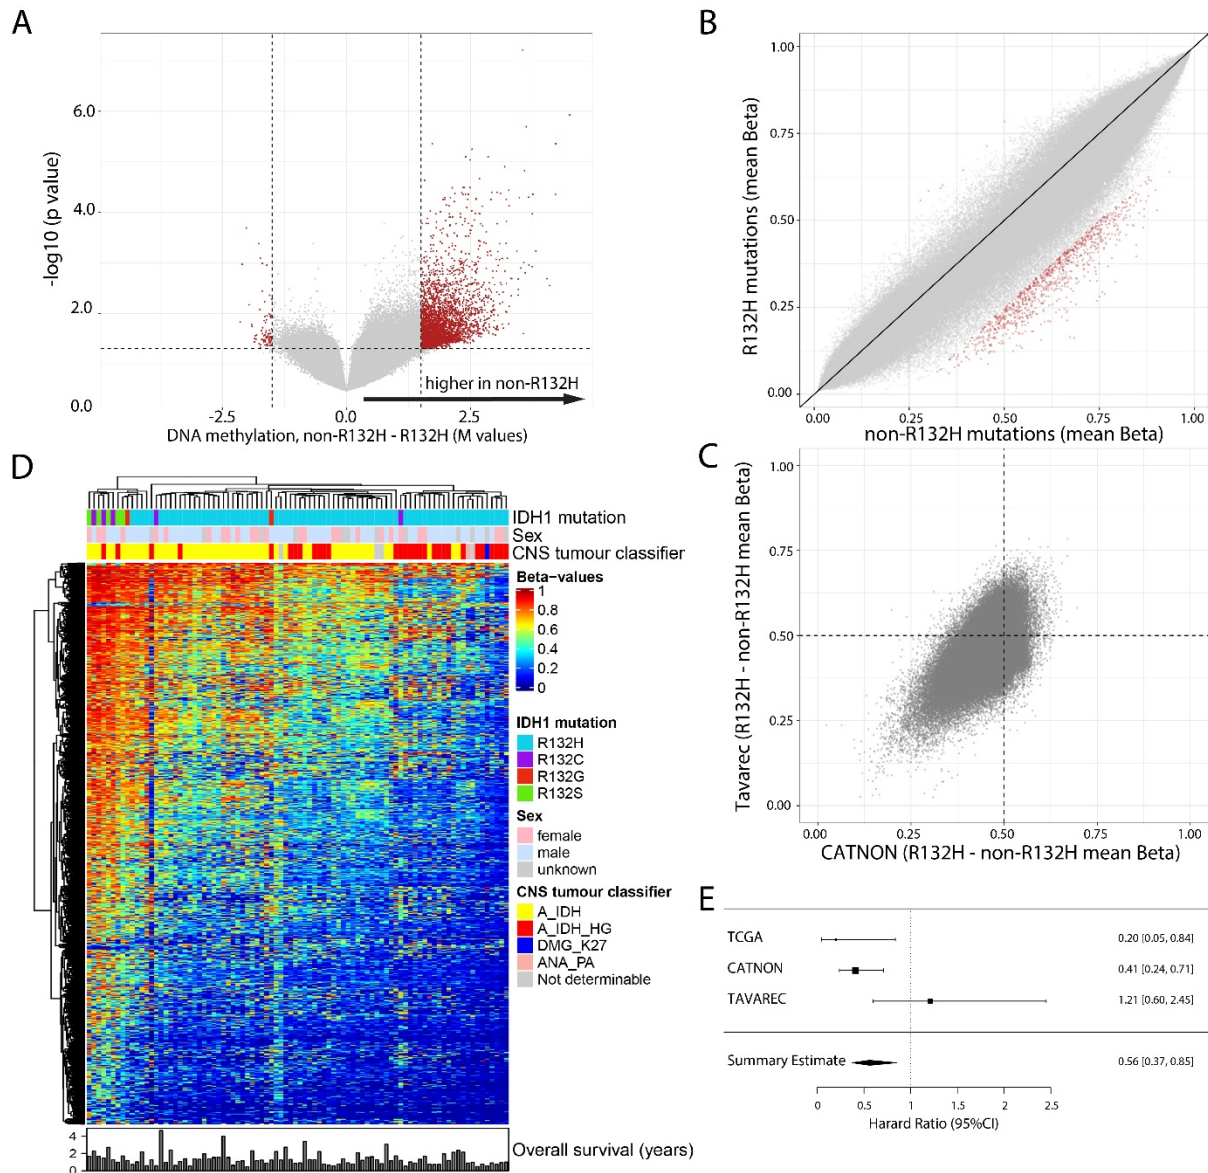 A
-log10 (p value)
6.0
4.0
2.0
0.0
higher in non-R132H
-2.5
0.0
2.5
DNA methylation, non-R132H - R132H (M values)
B
R132H mutations (mean Beta)
1.00
0.75
0.50
0.25
0.00
0.00
0.25
0.50
0.75
1.00
non-R132H mutations (mean Beta)
C
Tavarec (R132H - non-R132H mean Beta)
1.00
0.75
0.50
0.25
0.00
0.00
0.25
0.50
0.75
1.00
CATNON (R132H - non-R132H mean Beta)
D
IDH1 mutation
Sex
CNS tumour classifier
Beta-values
1
0.8
0.6
0.4
0.2
0
IDH1 mutation
R132H
R132C
R132G
R132S
Sex
female
male
unknown
CNS tumour classifier
A_IDH
A_IDH_HG
DMG_K27
ANA_PA
Not determinable
4
2
0
Overall survival (years)
E
TCGA
0.20 [0.05, 0.84]
CATNON
0.41 [0.24, 0.71]
TAVAREC
1.21 [0.60, 2.45]
Summary Estimate
0.56 [0.37, 0.85]
0
0.5
1
1.5
2
2.5
Harard Ratio (95%CI)